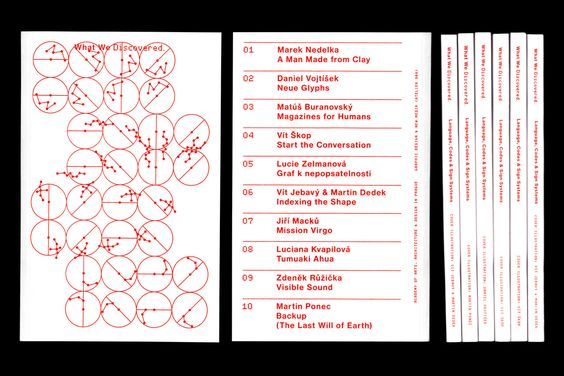 What We Discovered.
01 Marek Nedelka
A Man Made from Clay
02 Daniel Vojtíšek
Neue Glyphs
03 Matúš Buranovský
Magazines for Humans
04 Vít Škop
Start the Conversation
05 Lucie Zelmanová
Graf k nepopsatelnosti
06 Vít Jebavý & Martin Dedek
Indexing the Shape
07 Jiří Macků
Mission Virgo
08 Luciana Kvapilová
Tumuaki Ahua
09 Zdeněk Růžička
Visible Sound
10 Martin Ponec
Backup
(The Last Will of Earth)
What We Discovered. Language, Codes & Sign Systems
What We Discovered. Language, Codes & Sign Systems
What We Discovered. Language, Codes & Sign Systems
What We Discovered. Language, Codes & Sign Systems
What We Discovered. Language, Codes & Sign Systems
What We Discovered. Language, Codes & Sign Systems